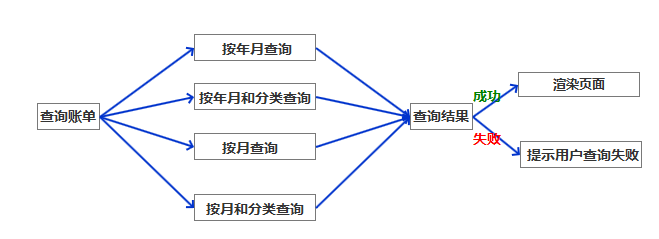 查询账单
按年月查询
按年月和分类查询
按月查询
按月和分类查询
查询结果
成功
失败
渲染页面
提示用户查询失败